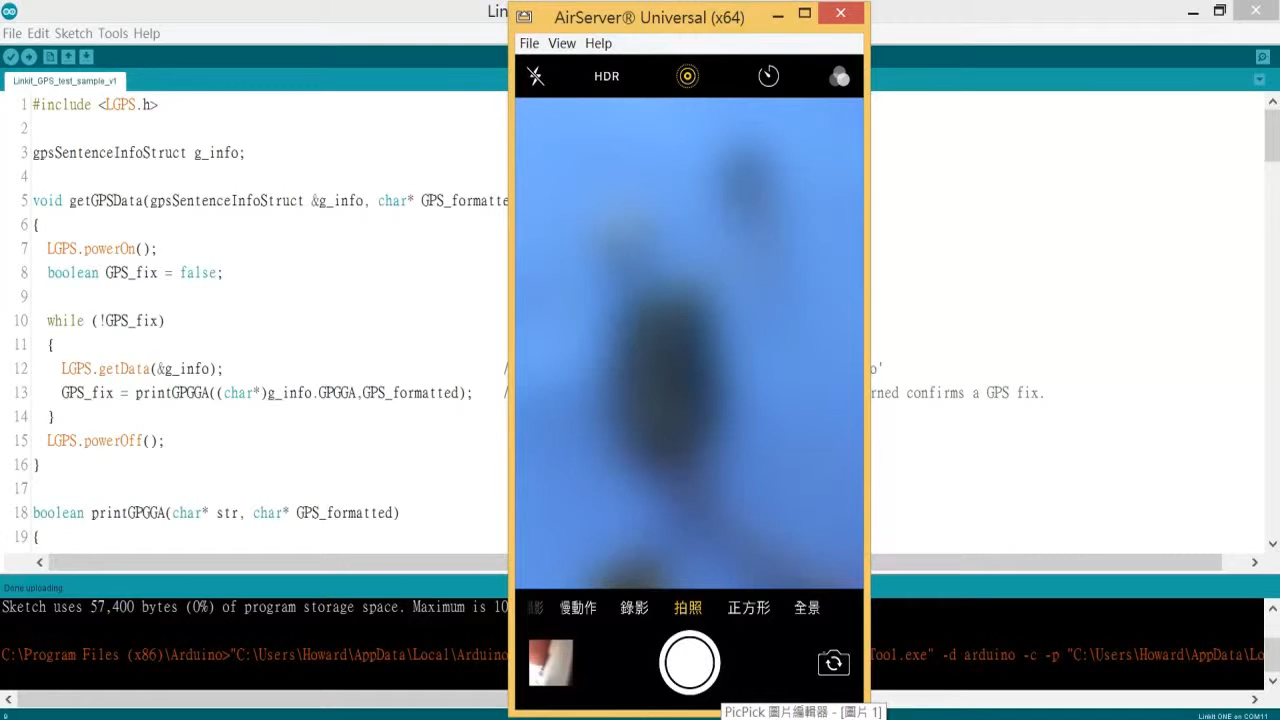 Lin
File Edit Sketch Tools Help
Linkit_GPS_test_sample_v1
1 #include <LGPS.h>
2
3 gpsSentenceInfoStruct g_info;
4
5 void getGPSData(gpsSentenceInfoStruct &g_info, char* GPS_formatte
6 {
7 LGPS.powerOn();
8 boolean GPS_fix = false;
9
10 while (!GPS_fix)
11 {
12 LGPS.getData(&g_info); / o'
13 GPS_fix = printGPGGA((char*)g_info.GPGGA,GPS_formatted); / rned confirms a GPS fix.
14 }
15 LGPS.powerOff();
16 }
17
18 boolean printGPGGA(char* str, char* GPS_formatted)
19 {
Done uploading.
Sketch uses 57,400 bytes (0%) of program storage space. Maximum is 10
C:\Program Files (x86)\Arduino>"C:\Users\Howard\AppData\Local\Arduino
Tool.exe" -d arduino -c -p "C:\Users\Howard\AppData\Lo
LinkIt ONE on COM11
AirServer® Universal (x64)
File View Help
HDR
慢動作 錄影 拍照 正方形 全景
PicPick 圖片編輯器 - [圖片 1]